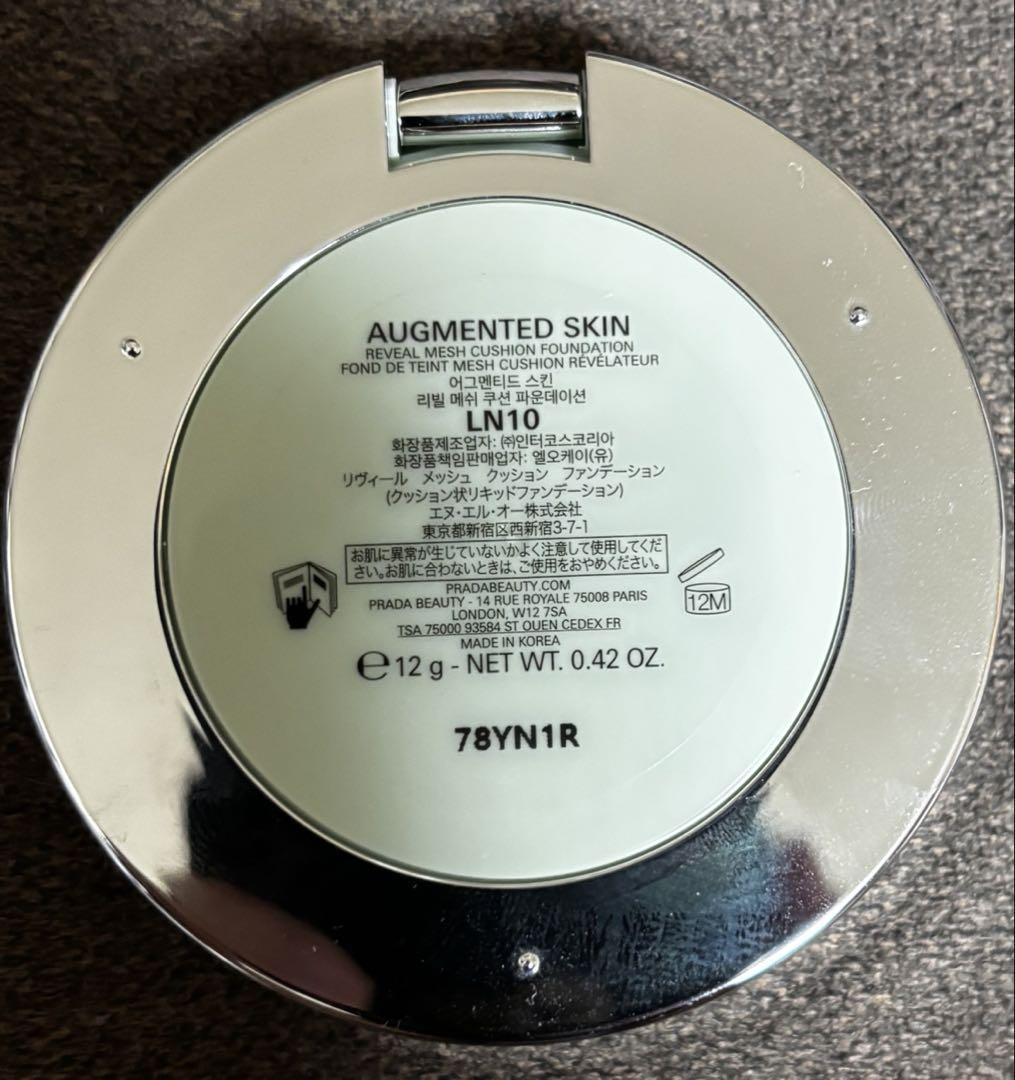 AUGMENTED SKIN
REVEAL MESH CUSHION FOUNDATION
FOND DE TEINT MESH CUSHION RÉVÉLATEUR
어그멘티드 스킨
리빌 메쉬 쿠션 파운데이션
LN10
화장품제조업자: ㈜인터코스코리아
화장품책임판매업자: 엘오케이(유)
リヴィール メッシュ クッション ファンデーション
(クッション状リキッドファンデーション)
エヌ・エル・オー株式会社
東京都新宿区西新宿3-7-1
お肌に異常が生じていないかよく注意して使用してくだ
さい。お肌に合わないときは、ご使用をおやめください。
PRADABEAUTY.COM
PRADA BEAUTY - 14 RUE ROYALE 75008 PARIS
LONDON, W12 7SA
TSA 75000 93584 ST OUEN CEDEX FR
MADE IN KOREA
12M
℮ 12 g - NET WT. 0.42 OZ.
78YN1R